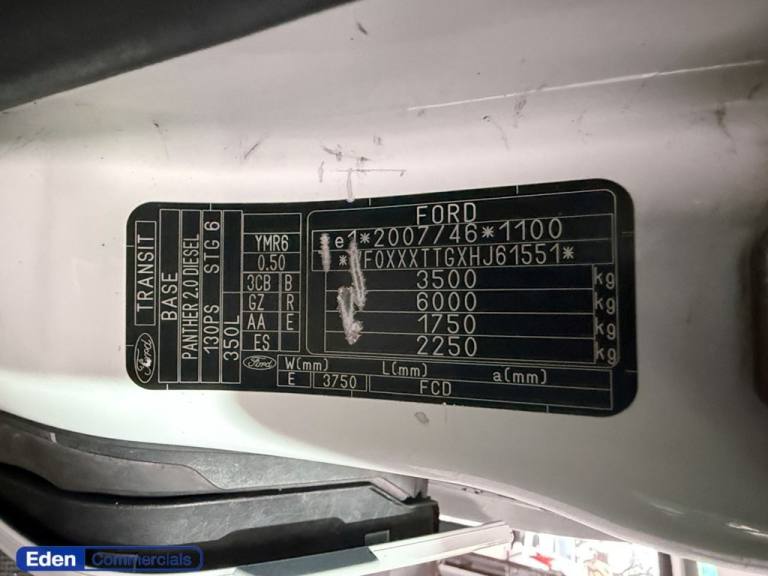 FORD
e1*2007/46*1100
*WF0XXXTTGXHJ61551*
3500 kg
6000 kg
1750 kg
2250 kg
W(mm) L(mm) a(mm)
E 3750 FCD
YMR6
0.50
3CB B
GZ R
AA E
ES
Ford
TRANSIT
BASE
PANTHER 2.0 DIESEL
130PS STG 6
350L
Ford
Eden Commercials